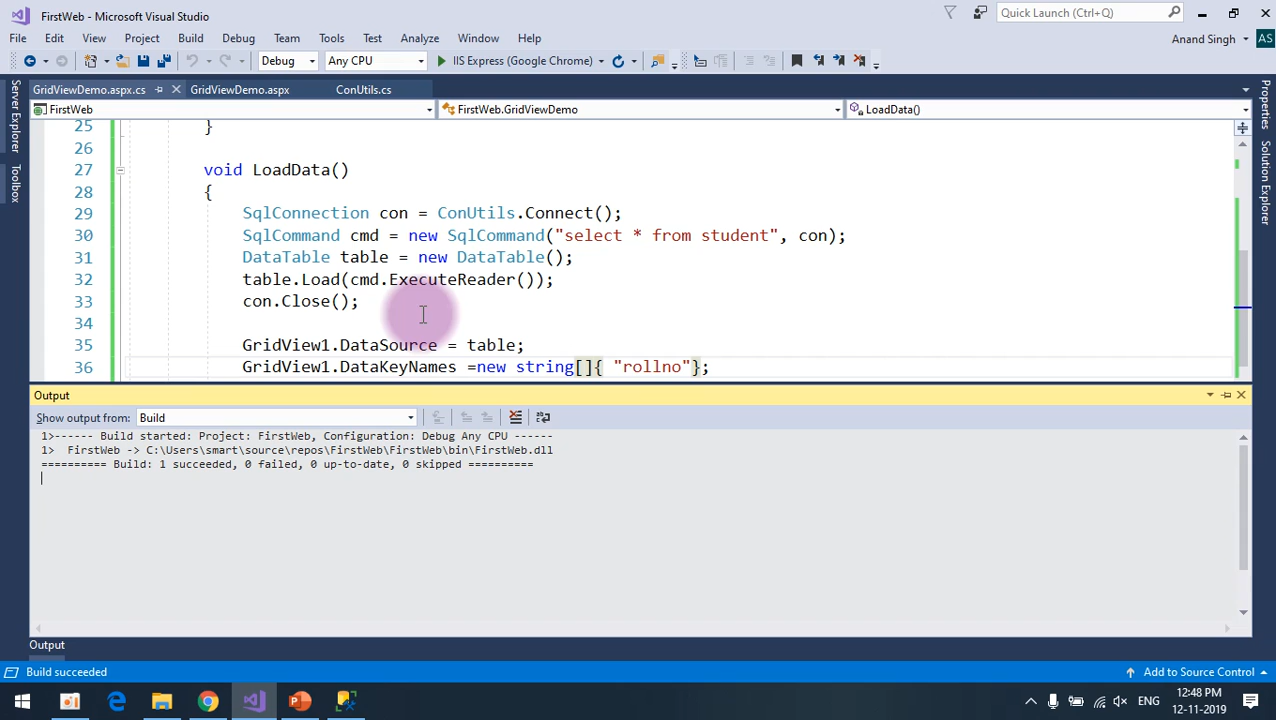 FirstWeb - Microsoft Visual Studio
Quick Launch (Ctrl+Q)
File Edit View Project Build Debug Team Tools Test Analyze Window Help
Anand Singh AS
Debug Any CPU IIS Express (Google Chrome)
GridViewDemo.aspx.cs GridViewDemo.aspx ConUtils.cs
FirstWeb FirstWeb.GridViewDemo LoadData()
Server Explorer
Toolbox
Properties
Solution Explorer
25 }
26
27 void LoadData()
28 {
29 SqlConnection con = ConUtils.Connect();
30 SqlCommand cmd = new SqlCommand("select * from student", con);
31 DataTable table = new DataTable();
32 table.Load(cmd.ExecuteReader());
33 con.Close();
34
35 GridView1.DataSource = table;
36 GridView1.DataKeyNames =new string[]{ "rollno"};
Output
Show output from: Build
1>------ Build started: Project: FirstWeb, Configuration: Debug Any CPU ------
1> FirstWeb -> C:\Users\smart\source\repos\FirstWeb\FirstWeb\bin\FirstWeb.dll
========== Build: 1 succeeded, 0 failed, 0 up-to-date, 0 skipped ==========
Output
Build succeeded
Add to Source Control
ENG
12:48 PM
12-11-2019